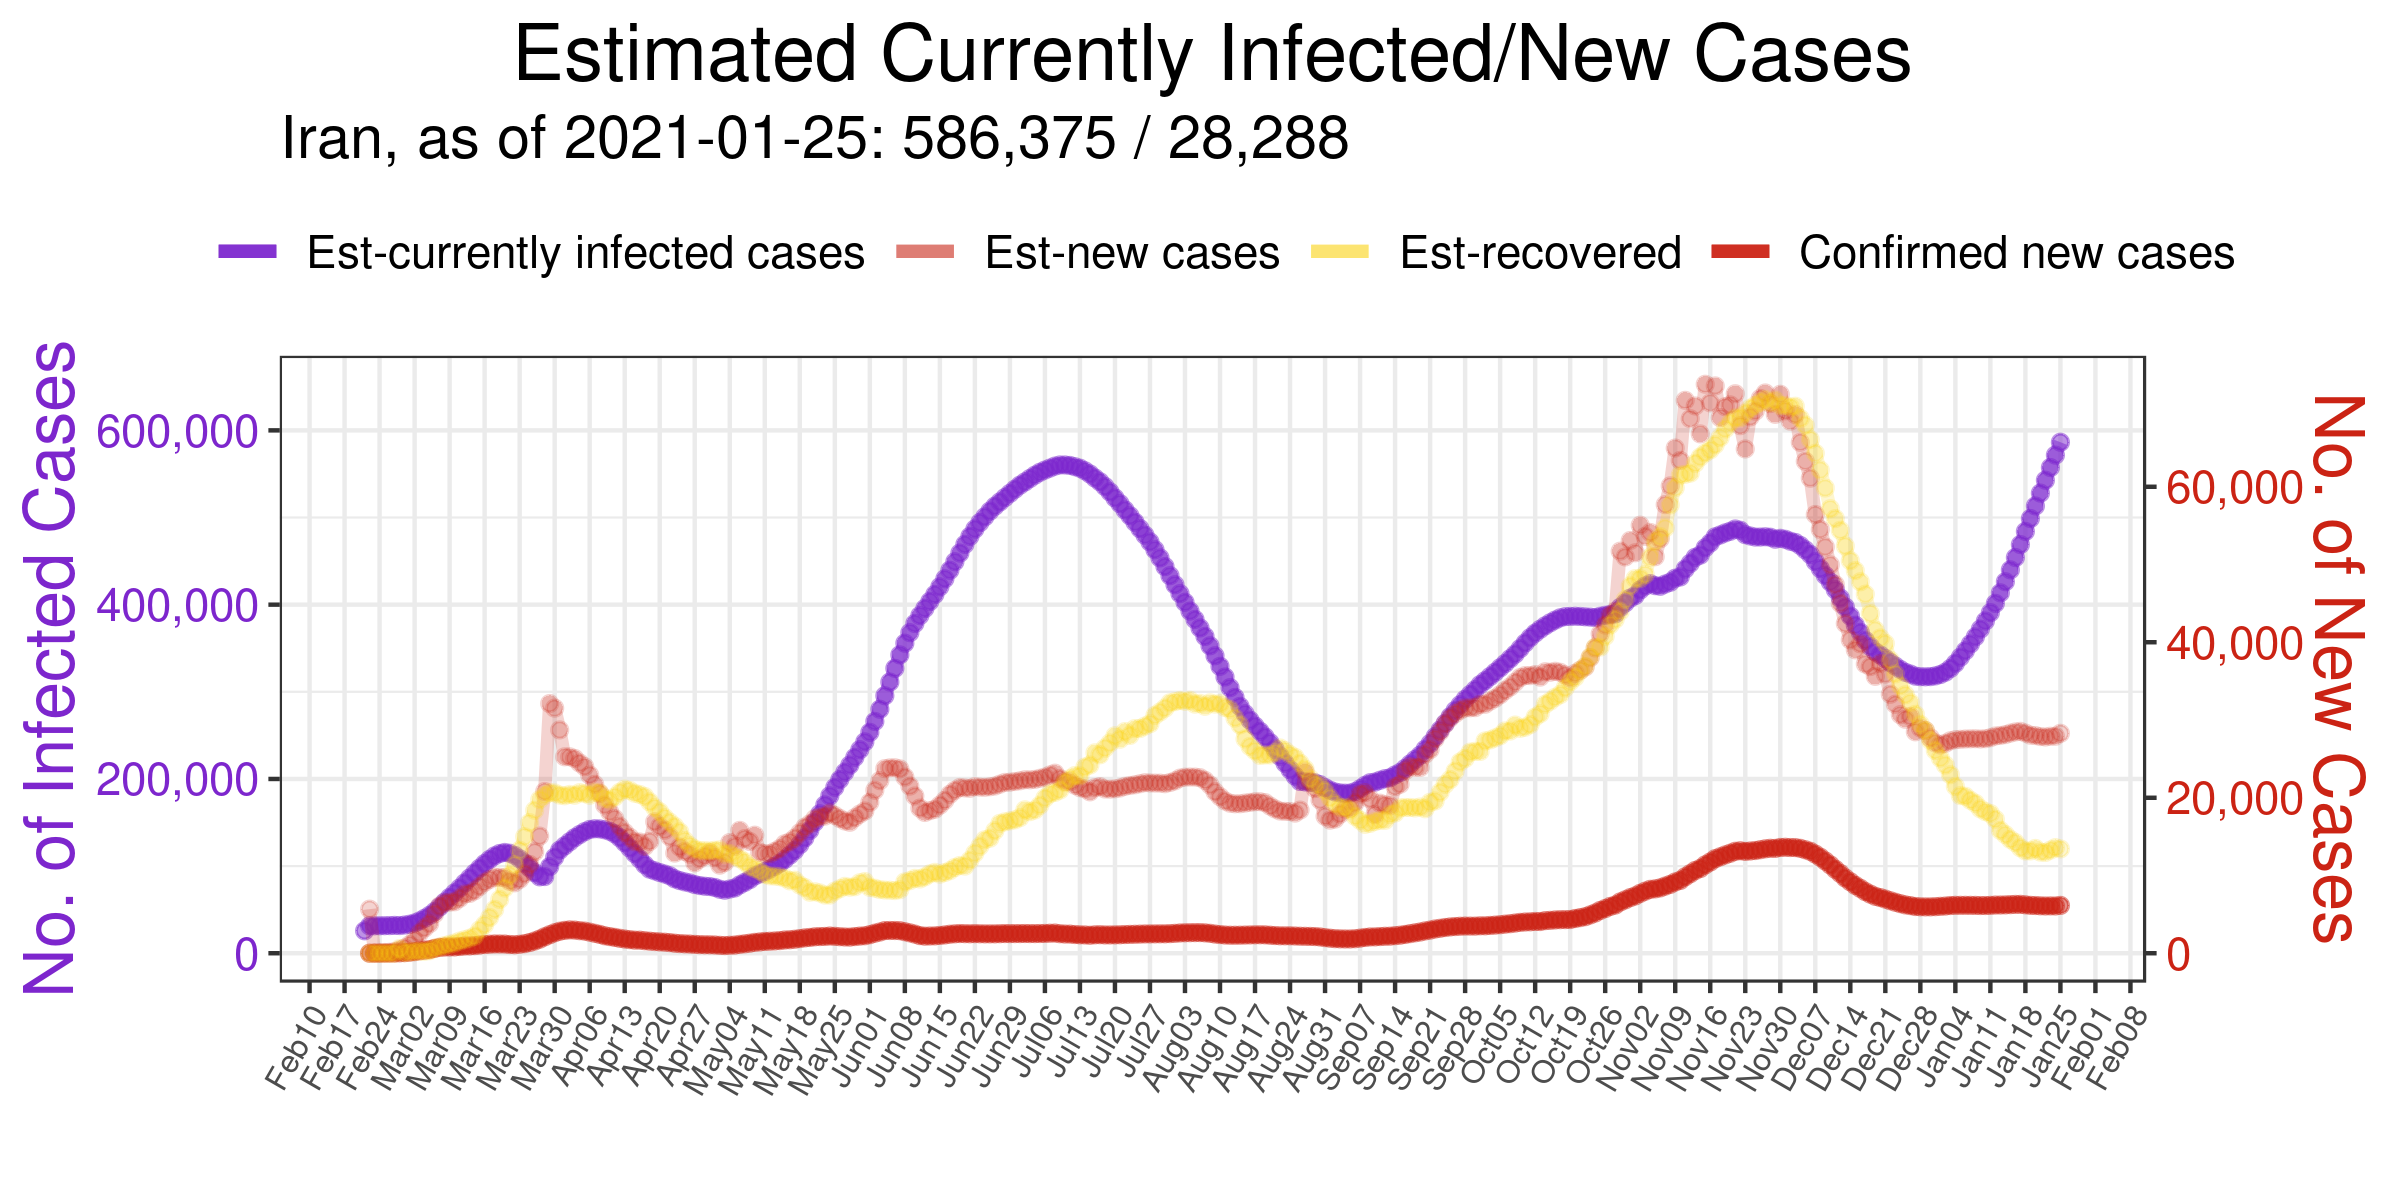 Estimated Currently Infected/New Cases
Iran, as of 2021-01-25: 586,375 / 28,288
Est-currently infected cases
Est-new cases
Est-recovered
Confirmed new cases
No. of Infected Cases
600,000
400,000
200,000
0
60,000
40,000
20,000
0
No. of New Cases
Feb10
Feb17
Feb24
Mar02
Mar09
Mar16
Mar23
Mar30
Apr06
Apr13
Apr20
Apr27
May04
May11
May18
May25
Jun01
Jun08
Jun15
Jun22
Jun29
Jul06
Jul13
Jul20
Jul27
Aug03
Aug10
Aug17
Aug24
Aug31
Sep07
Sep14
Sep21
Sep28
Oct05
Oct12
Oct19
Oct26
Nov02
Nov09
Nov16
Nov23
Nov30
Dec07
Dec14
Dec21
Dec28
Jan04
Jan11
Jan18
Jan25
Feb01
Feb08